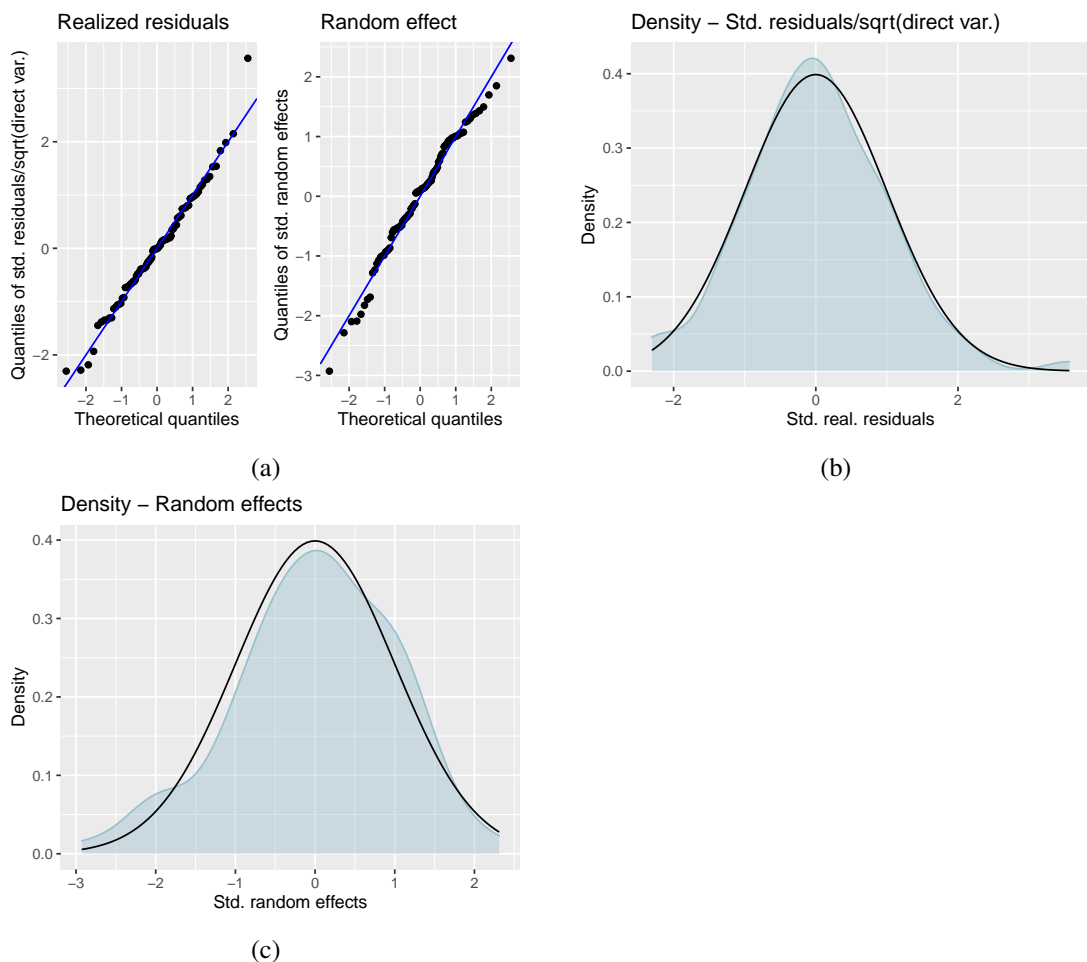 Realized residuals
Quantiles of std. residuals/sqrt(direct var.)
2
0
−2
−2 −1 0 1 2
Theoretical quantiles
Random effect
Quantiles of std. random effects
2
1
0
−1
−2
−3
−2 −1 0 1 2
Theoretical quantiles
(a)
Density − Std. residuals/sqrt(direct var.)
Density
0.4
0.3
0.2
0.1
0.0
−2 0 2
Std. real. residuals
(b)
Density − Random effects
Density
0.4
0.3
0.2
0.1
0.0
−3 −2 −1 0 1 2
Std. random effects
(c)